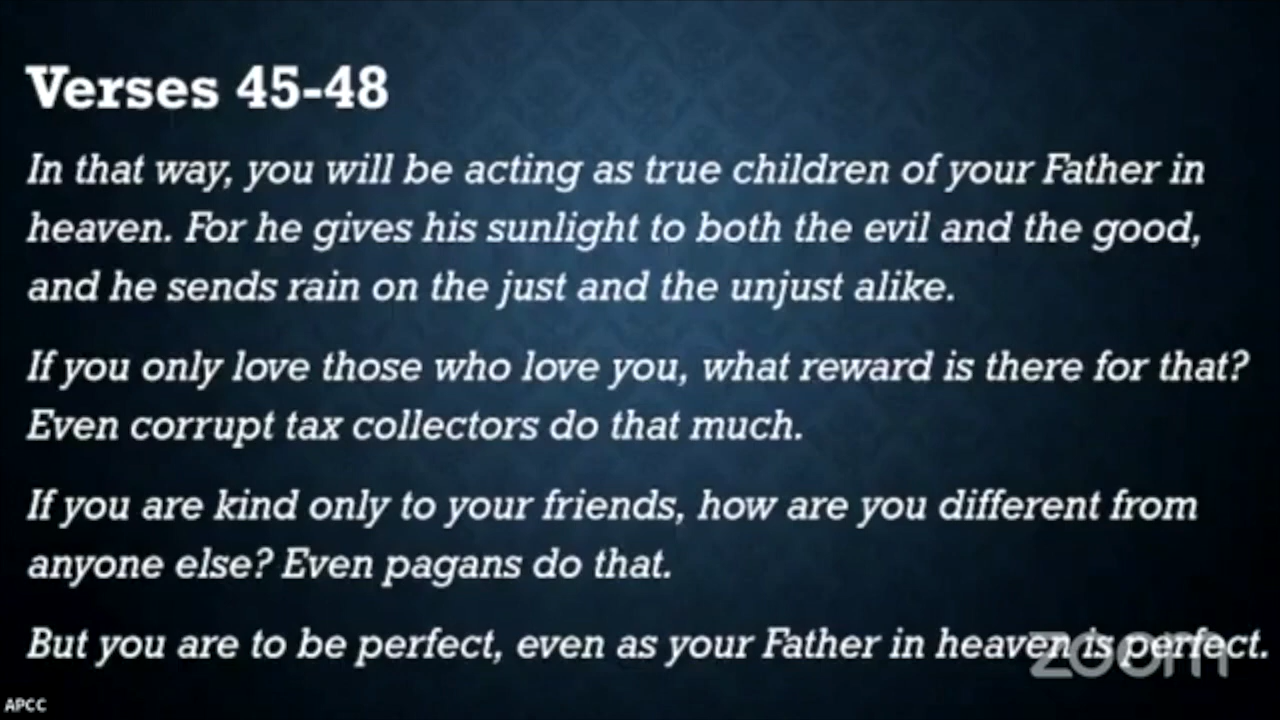 Verses 45-48
In that way, you will be acting as true children of your Father in
heaven. For he gives his sunlight to both the evil and the good,
and he sends rain on the just and the unjust alike.
If you only love those who love you, what reward is there for that?
Even corrupt tax collectors do that much.
If you are kind only to your friends, how are you different from
anyone else? Even pagans do that.
But you are to be perfect, even as your Father in heaven is perfect.
zoom
APCC